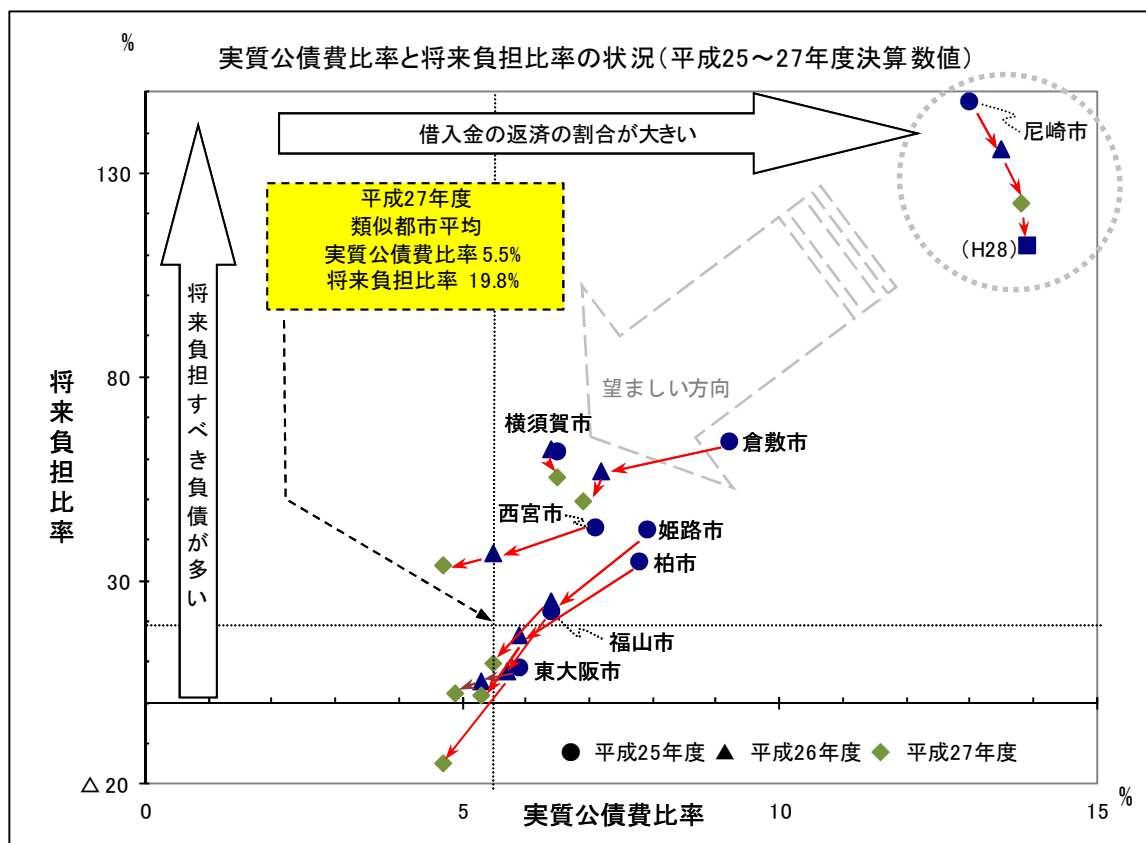 実質公債費比率と将来負担比率の状況(平成25～27年度決算数値)
%
借入金の返済の割合が大きい
尼崎市
130
平成27年度
類似都市平均
実質公債費比率 5.5%
将来負担比率 19.8%
(H28)
将来負担すべき負債が多い
80
望ましい方向
将来負担比率
横須賀市
倉敷市
西宮市
姫路市
柏市
30
福山市
東大阪市
●平成25年度 ▲平成26年度 ◆平成27年度
△20
0
5
10
15
%
実質公債費比率